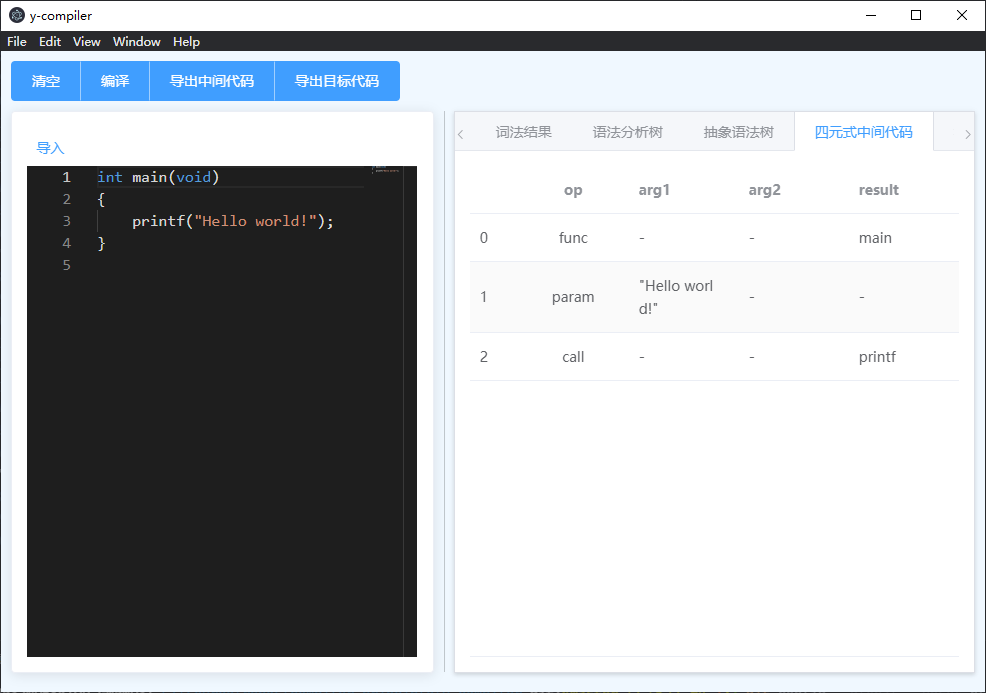 y-compiler
File Edit View Window Help
清空 编译 导出中间代码 导出目标代码
词法结果 语法分析树 抽象语法树 四元式中间代码
导入
1 int main(void)
2 {
3 printf("Hello world!");
4 }
5
op arg1 arg2 result
0 func - - main
1 param "Hello worl
d!" - -
2 call - - printf